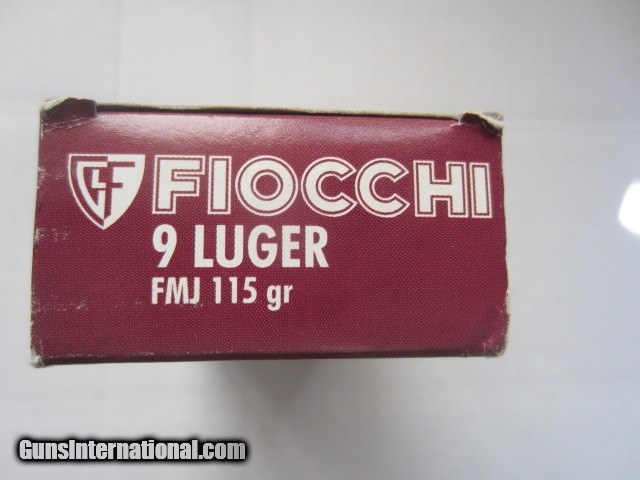 GFL FIOCCHI
9 LUGER
FMJ 115 gr
GunsInternational.com